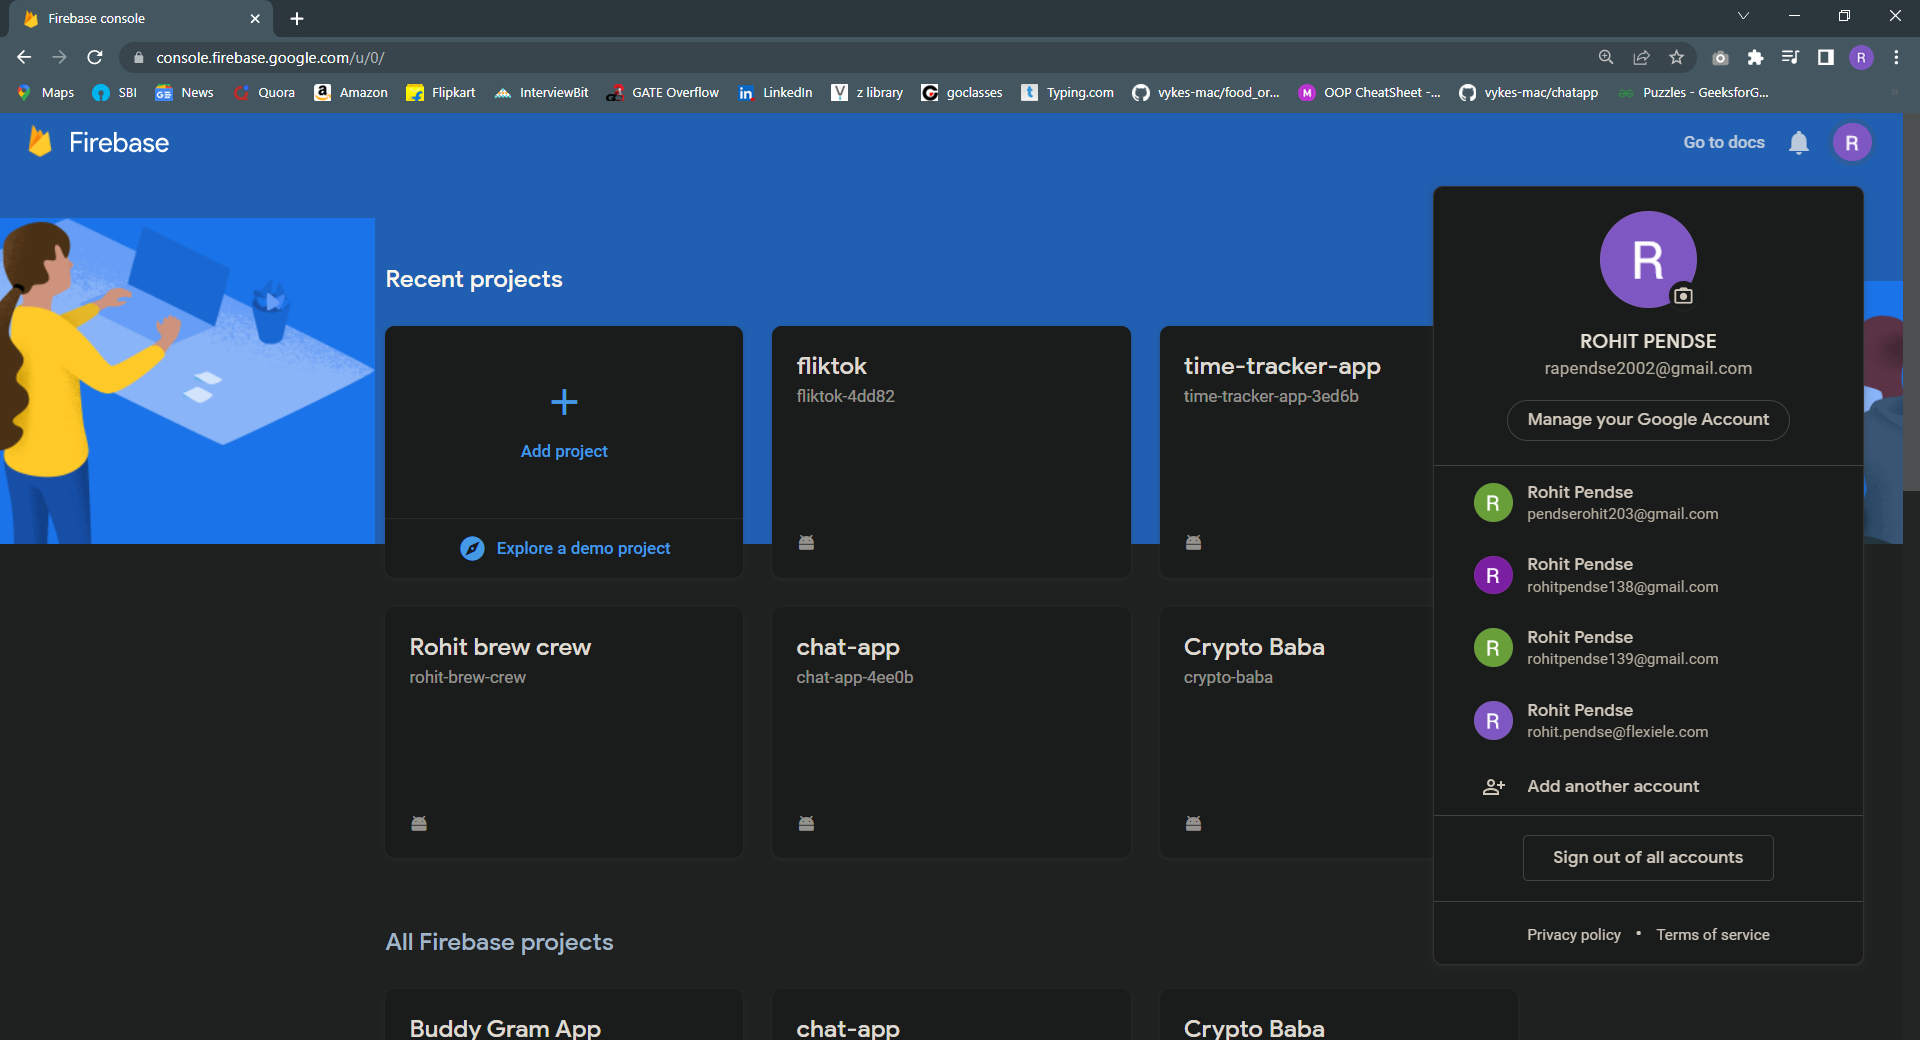 Firebase console
console.firebase.google.com/u/0/
R
Maps
SBI
News
Quora
Amazon
Flipkart
InterviewBit
GATE Overflow
LinkedIn
z library
goclasses
Typing.com
vykes-mac/food_or...
OOP CheatSheet -...
vykes-mac/chatapp
Puzzles - GeeksforG...
Firebase
Go to docs
R
Recent projects
Add project
Explore a demo project
fliktok
fliktok-4dd82
time-tracker-app
time-tracker-app-3ed6b
Rohit brew crew
rohit-brew-crew
chat-app
chat-app-4ee0b
Crypto Baba
crypto-baba
All Firebase projects
Buddy Gram App
chat-app
Crypto Baba
R
ROHIT PENDSE
rapendse2002@gmail.com
Manage your Google Account
R
Rohit Pendse
pendserohit203@gmail.com
R
Rohit Pendse
rohitpendse138@gmail.com
R
Rohit Pendse
rohitpendse139@gmail.com
R
Rohit Pendse
rohit.pendse@flexiele.com
Add another account
Sign out of all accounts
Privacy policy • Terms of service